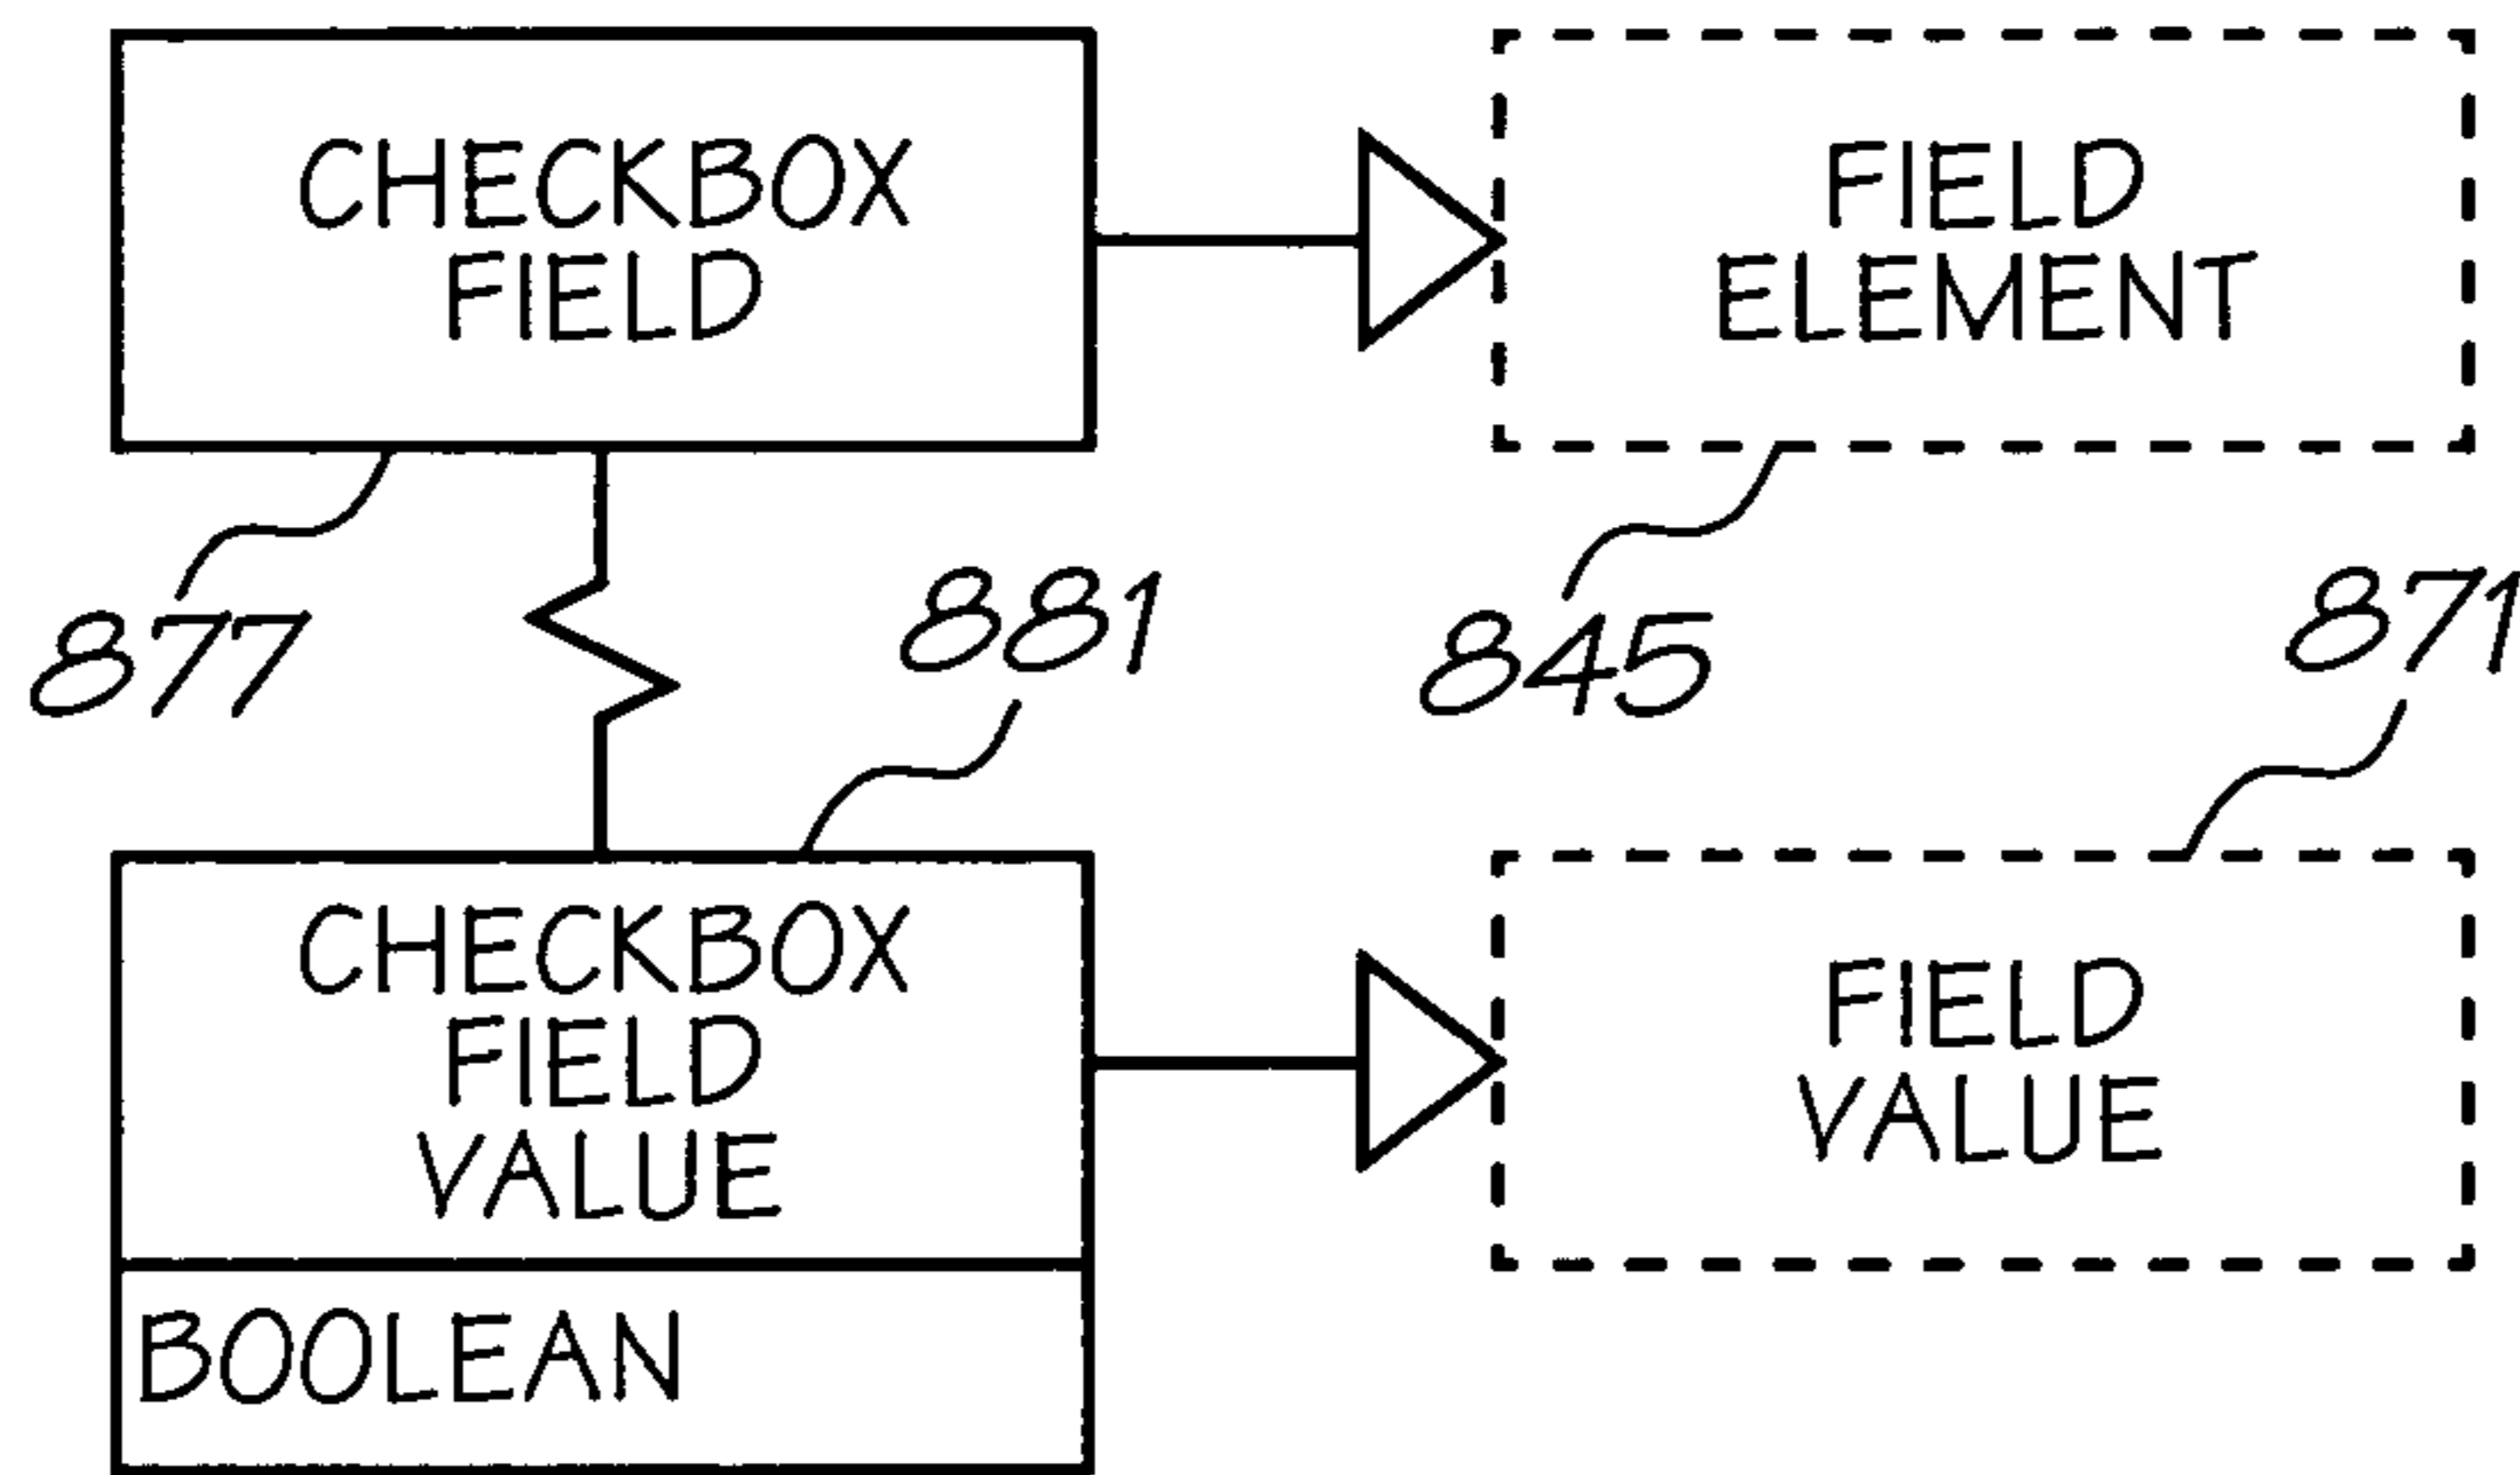 CHECKBOX
FIELD
FIELD
ELEMENT
877
881
845
871
CHECKBOX
FIELD
VALUE
FIELD
VALUE
BOOLEAN